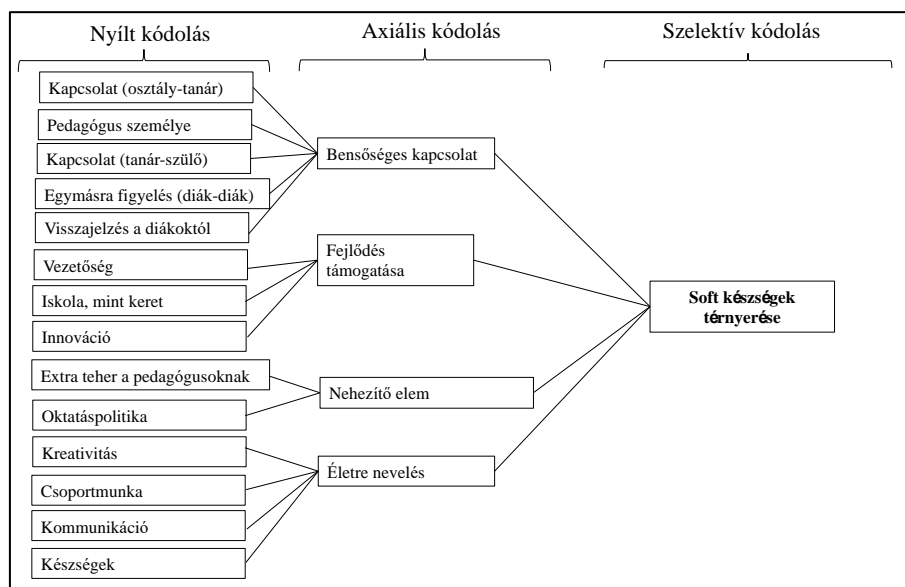 Nyílt kódolás
Axiális kódolás
Szelektív kódolás
Kapcsolat (osztály-tanár)
Pedagógus személye
Kapcsolat (tanár-szülő)
Egymásra figyelés (diák-diák)
Visszajelzés a diákoktól
Vezetőség
Iskola, mint keret
Innováció
Extra teher a pedagógusoknak
Oktatáspolitika
Kreativitás
Csoportmunka
Kommunikáció
Készségek
Bensőséges kapcsolat
Fejlődés
támogatása
Nehezítő elem
Életre nevelés
Soft készségek
térnyerése